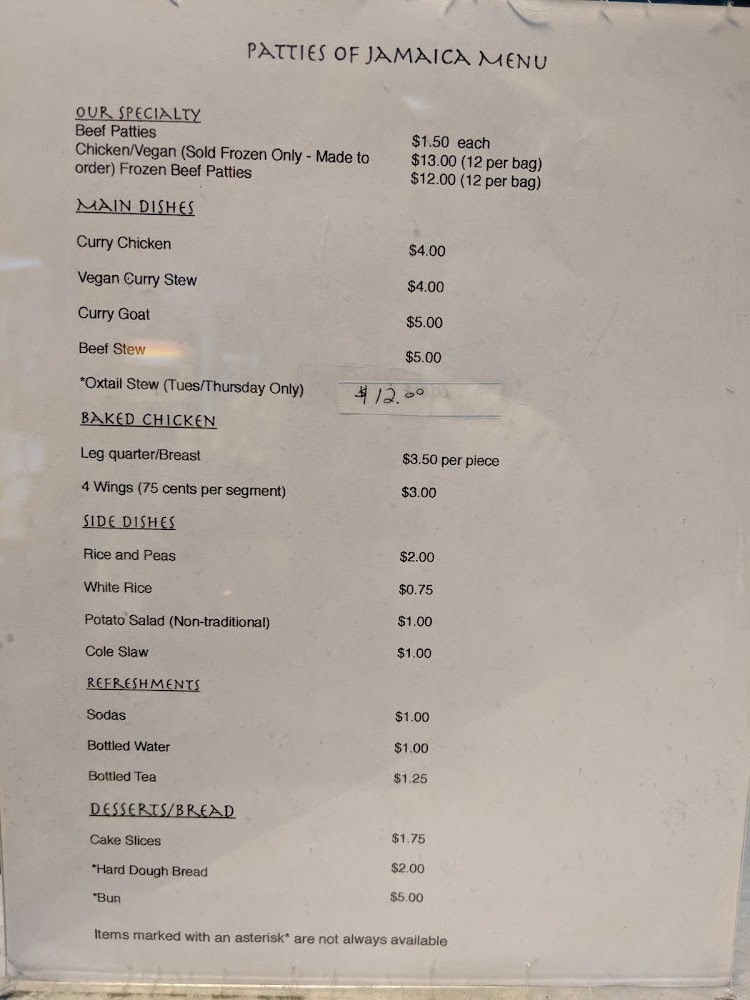 PATTIES OF JAMAICA MENU
OUR SPECIALTY
Beef Patties $1.50 each
Chicken/Vegan (Sold Frozen Only - Made to $13.00 (12 per bag)
order) Frozen Beef Patties $12.00 (12 per bag)
MAIN DISHES
Curry Chicken $4.00
Vegan Curry Stew $4.00
Curry Goat $5.00
Beef Stew $5.00
*Oxtail Stew (Tues/Thursday Only) $12.00
BAKED CHICKEN
Leg quarter/Breast $3.50 per piece
4 Wings (75 cents per segment) $3.00
SIDE DISHES
Rice and Peas $2.00
White Rice $0.75
Potato Salad (Non-traditional) $1.00
Cole Slaw $1.00
REFRESHMENTS
Sodas $1.00
Bottled Water $1.00
Bottled Tea $1.25
DESSERTS/BREAD
Cake Slices $1.75
*Hard Dough Bread $2.00
*Bun $5.00
Items marked with an asterisk* are not always available